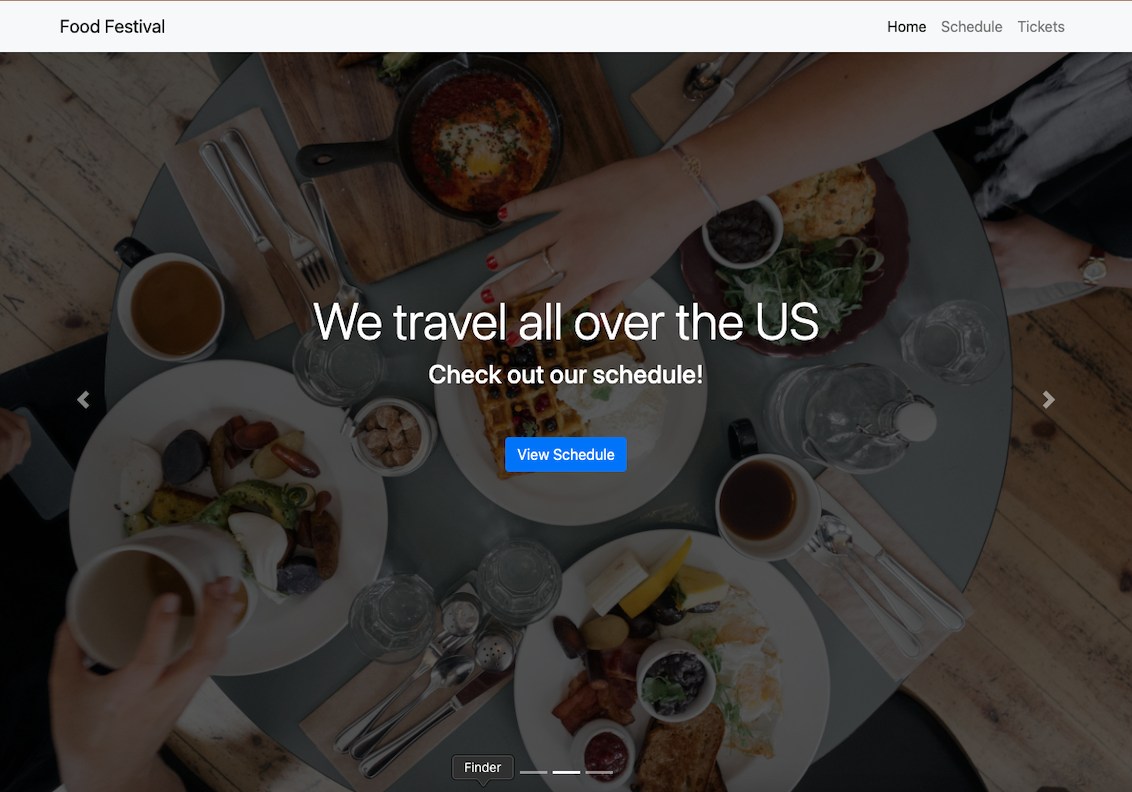 Food Festival
Home Schedule Tickets
We travel all over the US
Check out our schedule!
View Schedule
Finder